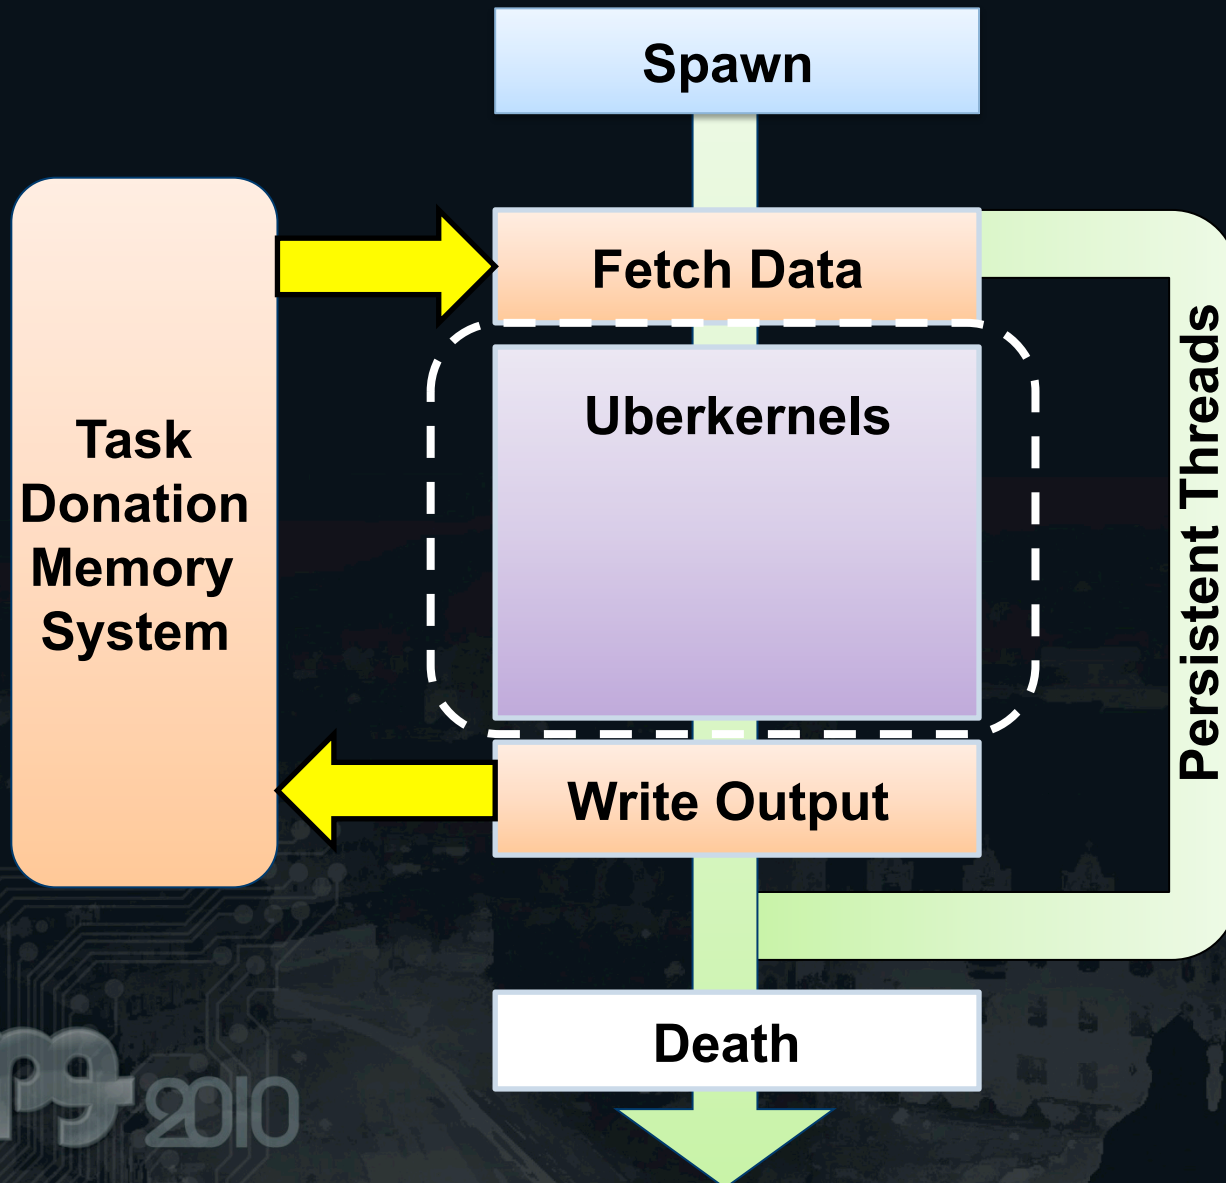 Spawn
Fetch Data
Uberkernels
Task
Donation
Memory
System
Persistent Threads
Write Output
Death
2010